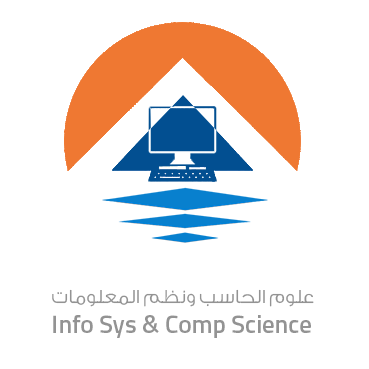 علوم الحاسب ونظم المعلومات
Info Sys & Comp Science